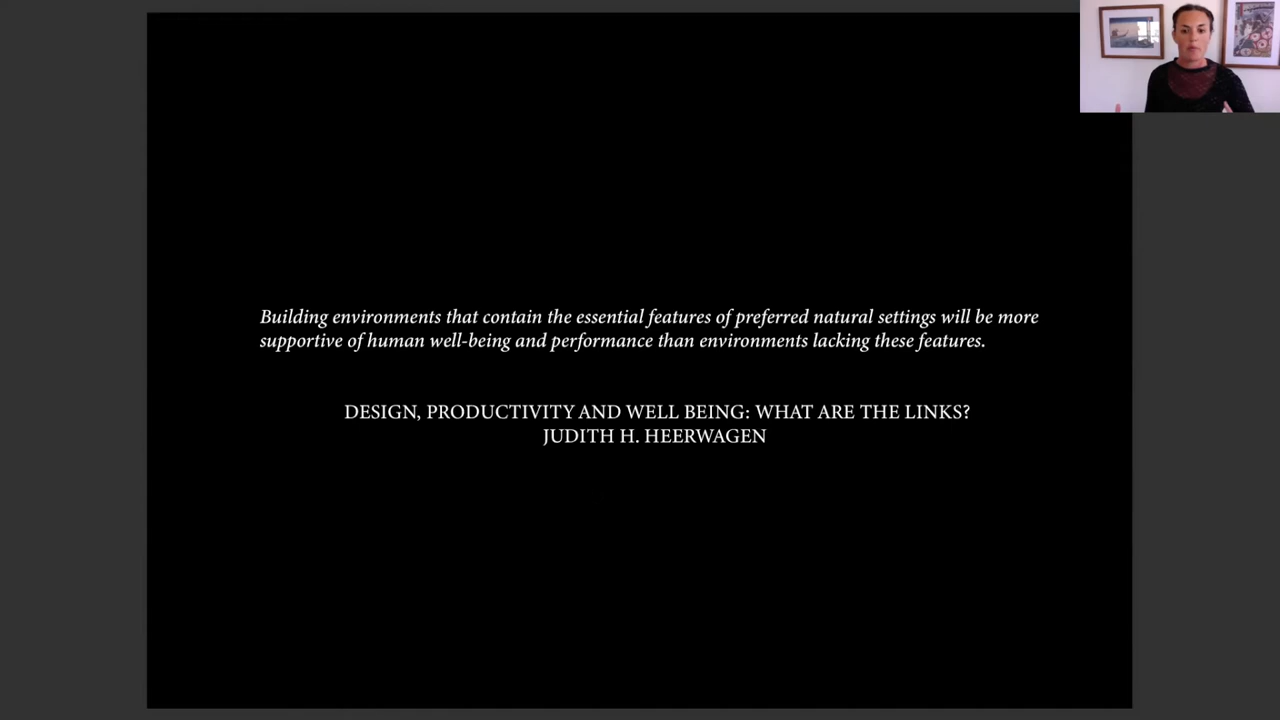 Building environments that contain the essential features of preferred natural settings will be more
supportive of human well-being and performance than environments lacking these features.
DESIGN, PRODUCTIVITY AND WELL BEING: WHAT ARE THE LINKS?
JUDITH H. HEERWAGEN